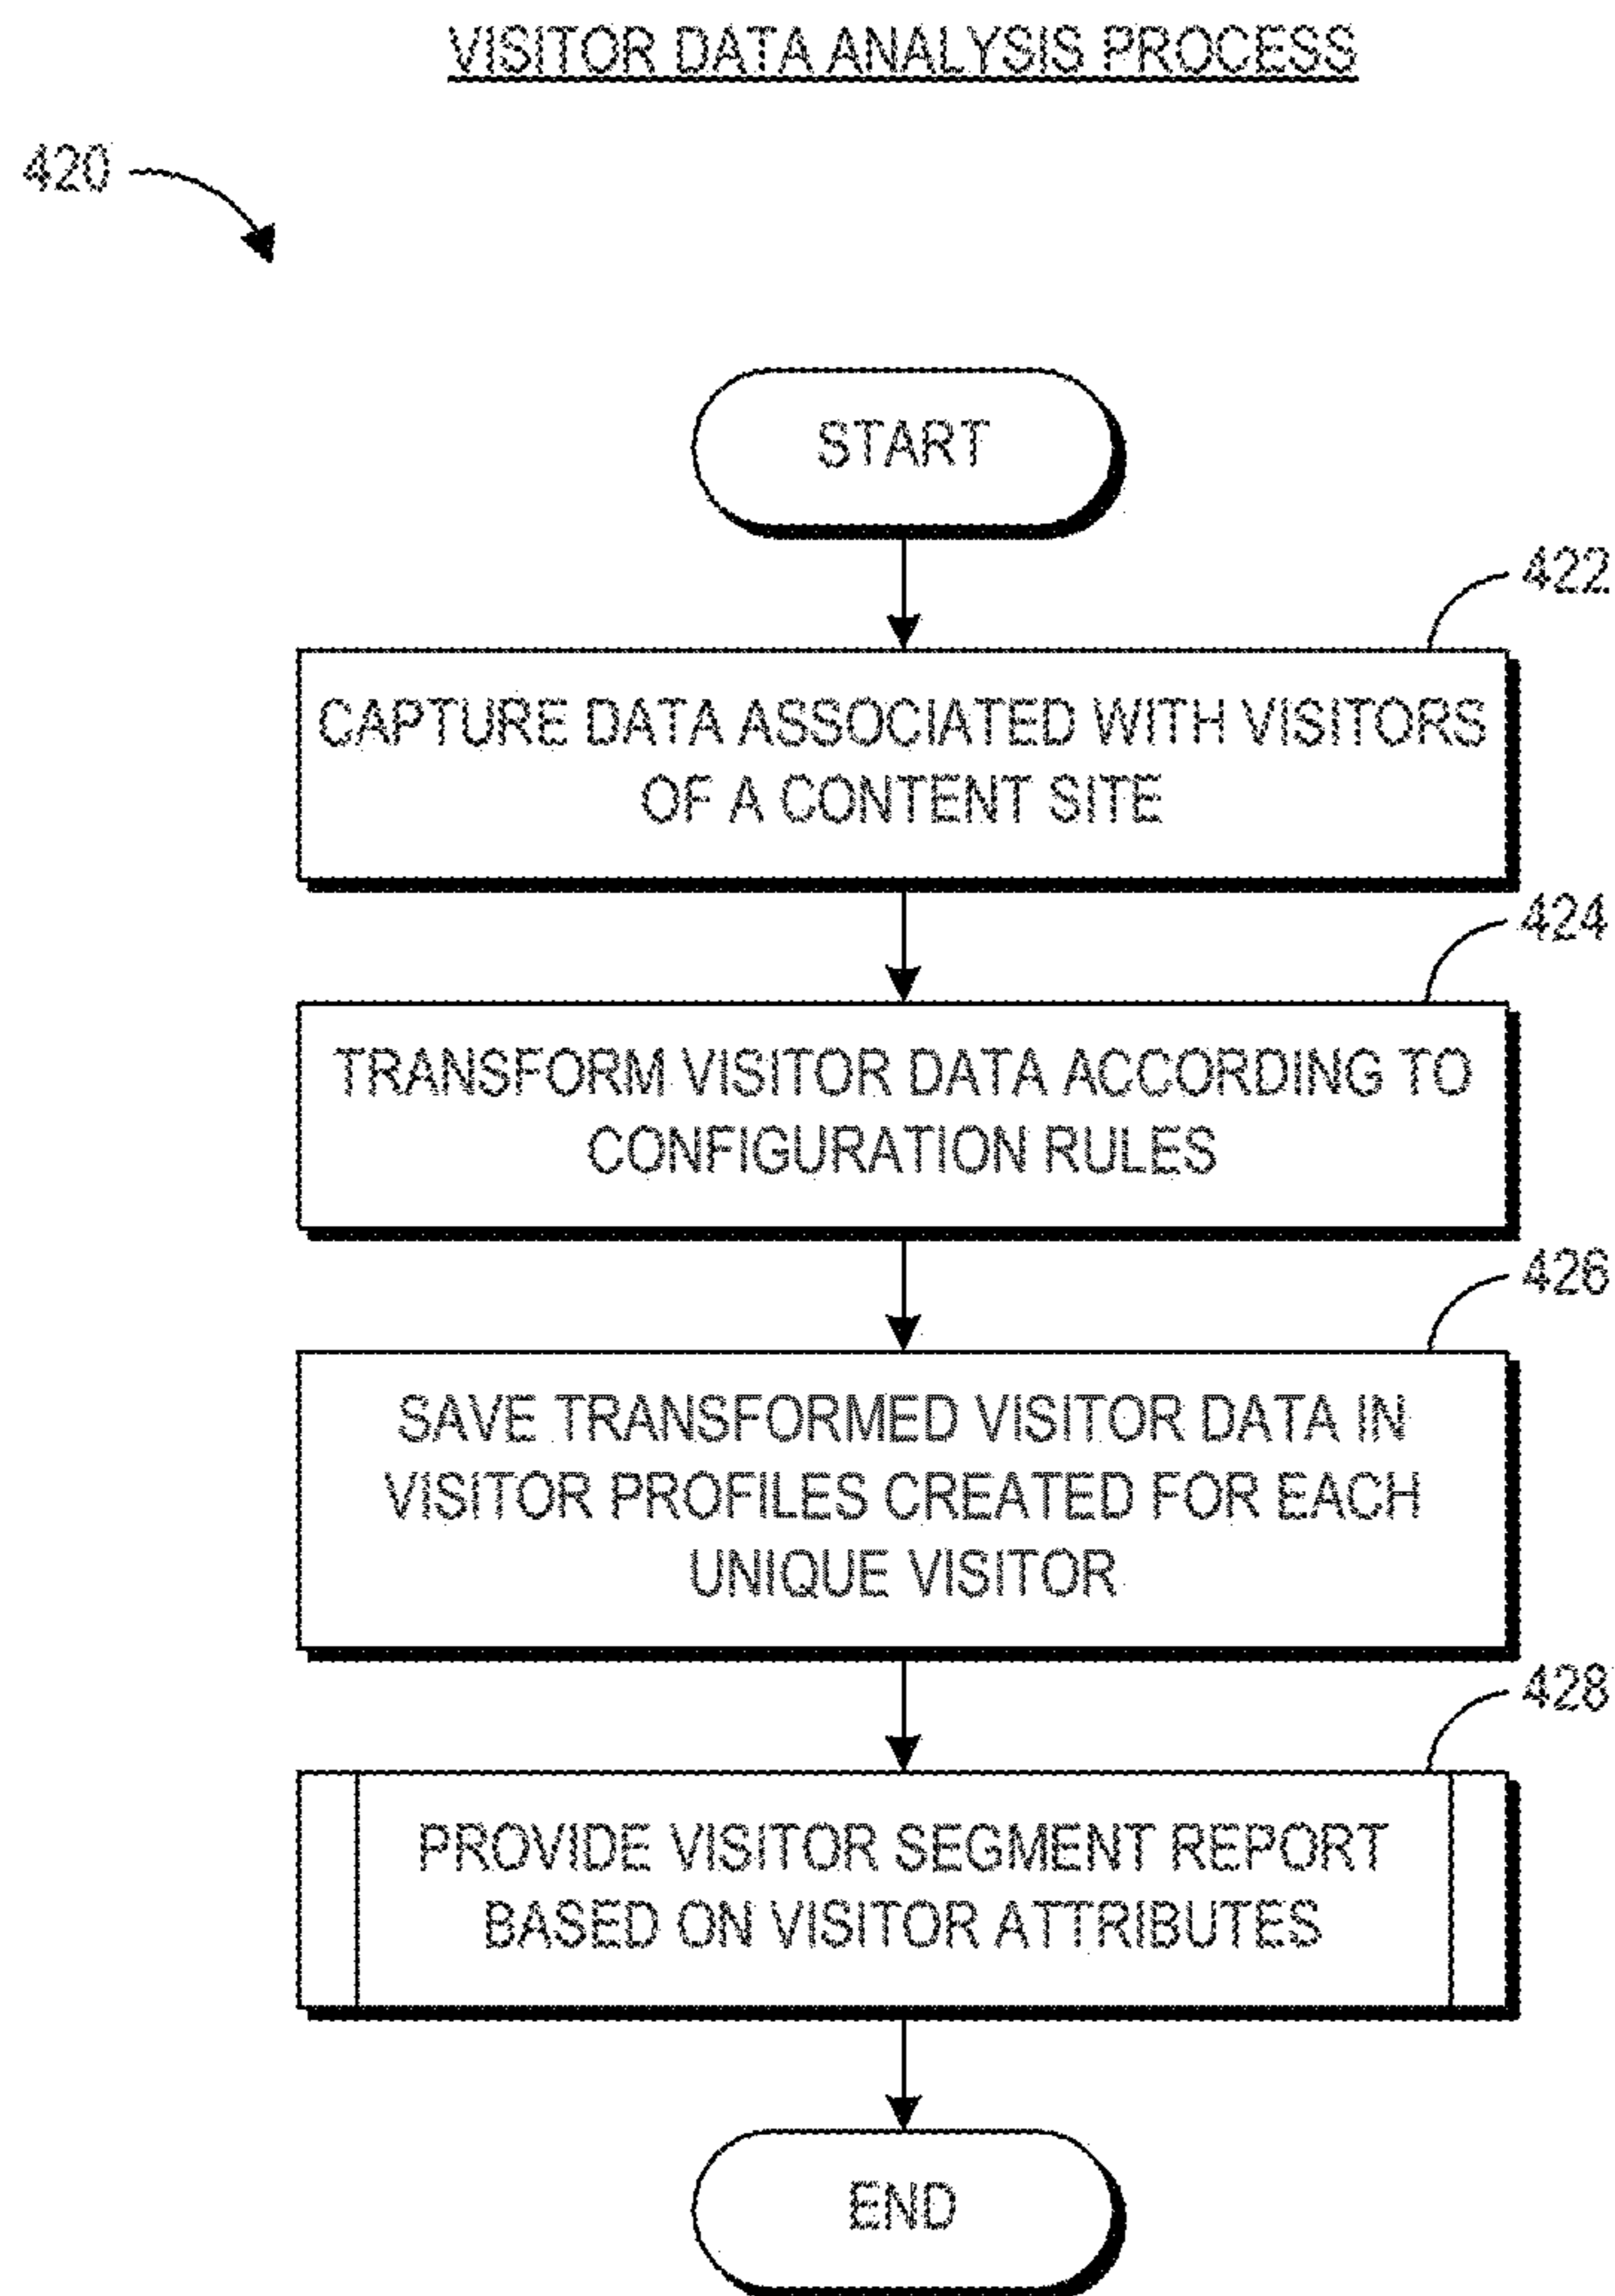 VISITOR DATA ANALYSIS PROCESS
420
START
422
CAPTURE DATA ASSOCIATED WITH VISITORS
OF A CONTENT SITE
424
TRANSFORM VISITOR DATA ACCORDING TO
CONFIGURATION RULES
426
SAVE TRANSFORMED VISITOR DATA IN
VISITOR PROFILES CREATED FOR EACH
UNIQUE VISITOR
428
PROVIDE VISITOR SEGMENT REPORT
BASED ON VISITOR ATTRIBUTES
END